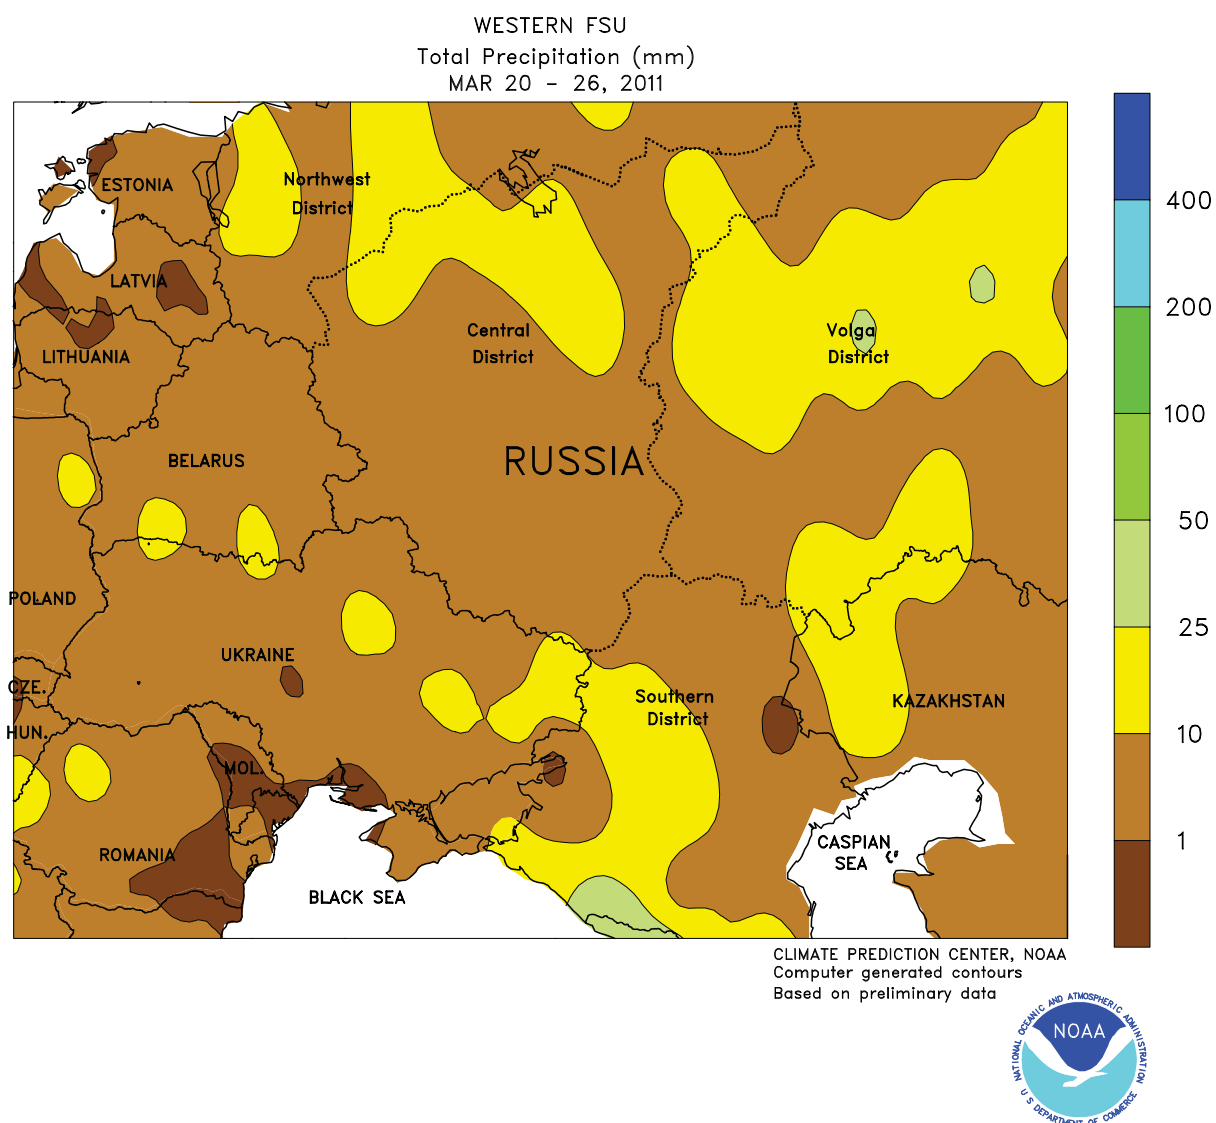 WESTERN FSU
Total Precipitation (mm)
MAR 20 - 26, 2011
ESTONIA
Northwest
District
LATVIA
LITHUANIA
Central
District
Volga
District
BELARUS
RUSSIA
POLAND
UKRAINE
CZE.
Southern
District
KAZAKHSTAN
HUN.
MOL.
ROMANIA
CASPIAN
SEA
BLACK SEA
400
200
100
50
25
10
1
CLIMATE PREDICTION CENTER, NOAA
Computer generated contours
Based on preliminary data
NATIONAL OCEANIC AND ATMOSPHERIC ADMINISTRATION
NOAA
U S DEPARTMENT OF COMMERCE